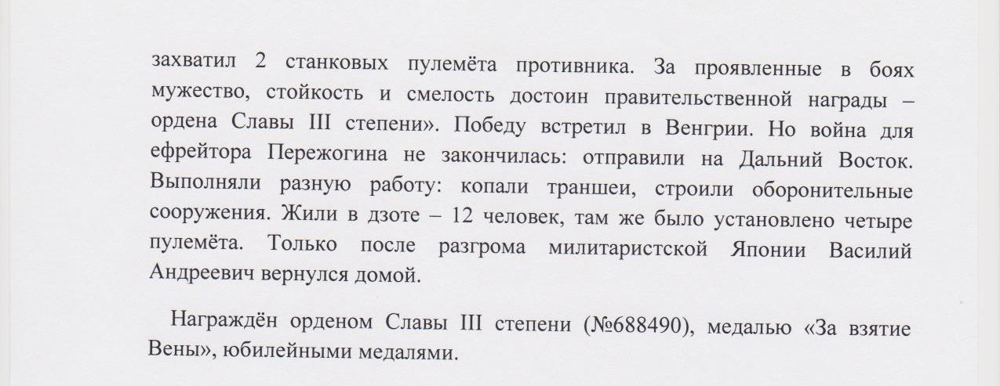 захватил 2 станковых пулемёта противника. За проявленные в боях
мужество, стойкость и смелость достоин правительственной награды –
ордена Славы III степени». Победу встретил в Венгрии. Но война для
ефрейтора Пережогина не закончилась: отправили на Дальний Восток.
Выполняли разную работу: копали траншеи, строили оборонительные
сооружения. Жили в дзоте – 12 человек, там же было установлено четыре
пулемёта. Только после разгрома милитаристской Японии Василий
Андреевич вернулся домой.
Награждён орденом Славы III степени (№688490), медалью «За взятие
Вены», юбилейными медалями.